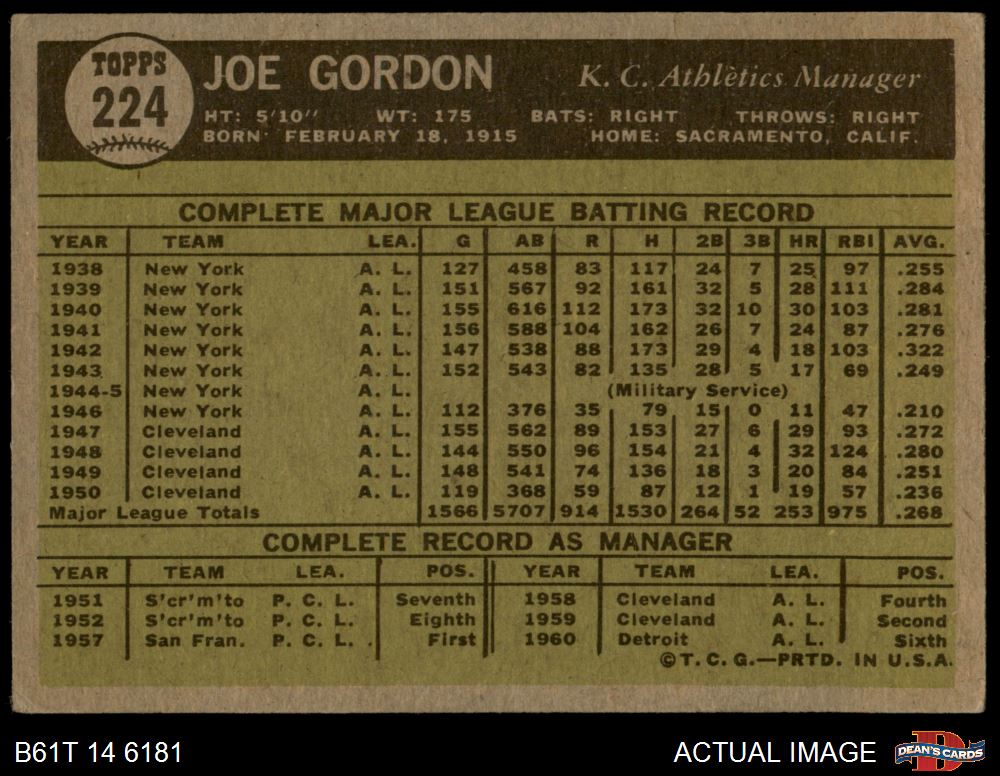 TOPPS
224
JOE GORDON K. C. Athletics Manager
HT: 5'10" WT: 175 BATS: RIGHT THROWS: RIGHT
BORN: FEBRUARY 18, 1915 HOME: SACRAMENTO, CALIF.
COMPLETE MAJOR LEAGUE BATTING RECORD
YEAR TEAM LEA. G AB R H 2B 3B HR RBI AVG.
1938 New York A. L. 127 458 83 117 24 7 25 97 .255
1939 New York A. L. 151 567 92 161 32 5 28 111 .284
1940 New York A. L. 155 616 112 173 32 10 30 103 .281
1941 New York A. L. 156 588 104 162 26 7 24 87 .276
1942 New York A. L. 147 538 88 173 29 4 18 103 .322
1943 New York A. L. 152 543 82 135 28 5 17 69 .249
1944-5 (Military Service)
1946 New York A. L. 112 376 35 79 15 0 11 47 .210
1947 Cleveland A. L. 155 562 89 153 27 6 29 93 .272
1948 Cleveland A. L. 144 550 96 154 21 4 32 124 .280
1949 Cleveland A. L. 148 541 74 136 18 3 20 84 .251
1950 Cleveland A. L. 119 368 59 87 12 1 19 57 .236
Major League Totals 1566 5707 914 1530 264 52 253 975 .268
COMPLETE RECORD AS MANAGER
YEAR TEAM LEA. POS. YEAR TEAM LEA. POS.
1951 S'cr'm'to P. C. L. Seventh 1958 Cleveland A. L. Fourth
1952 S'cr'm'to P. C. L. Eighth 1959 Cleveland A. L. Second
1957 San Fran. P. C. L. First 1960 Detroit A. L. Sixth
©T. C. G.—PRTD. IN U.S.A.
B61T 14 6181 ACTUAL IMAGE DEAN'S CARDS